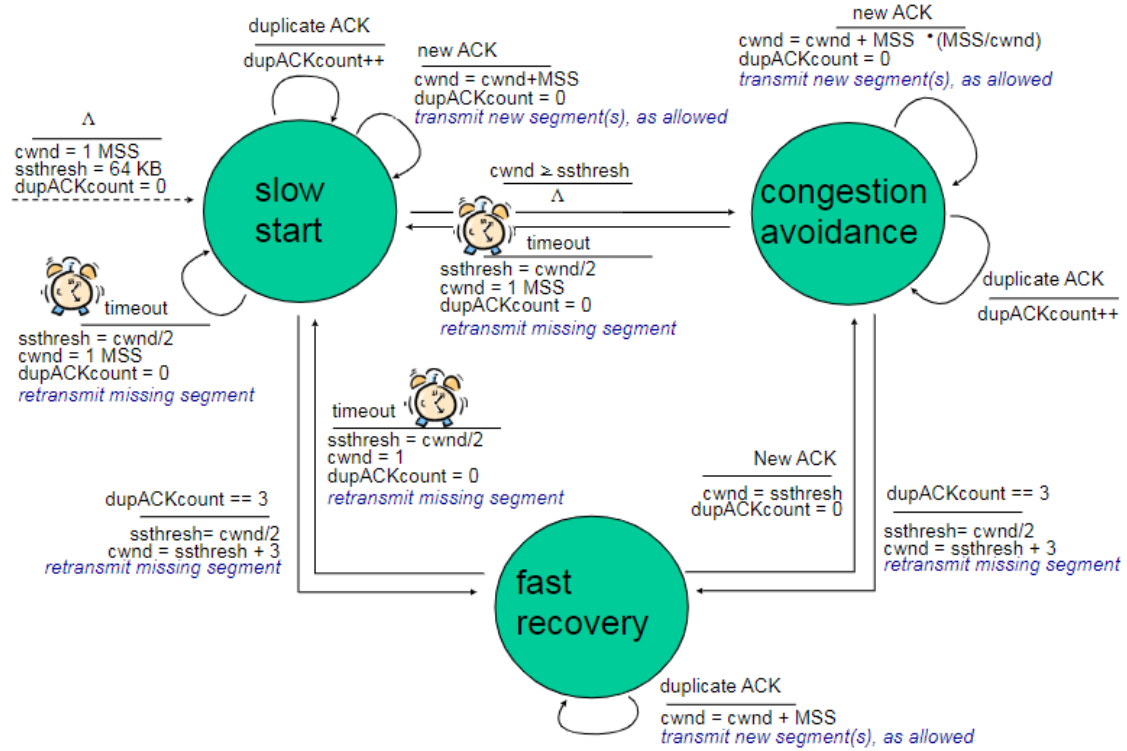 duplicate ACK
dupACKcount++
new ACK
cwnd = cwnd+MSS
dupACKcount = 0
transmit new segment(s), as allowed
new ACK
cwnd = cwnd + MSS • (MSS/cwnd)
dupACKcount = 0
transmit new segment(s), as allowed
Λ
cwnd = 1 MSS
ssthresh = 64 KB
dupACKcount = 0
slow
start
cwnd ≥ ssthresh
Λ
congestion
avoidance
timeout
ssthresh = cwnd/2
cwnd = 1 MSS
dupACKcount = 0
retransmit missing segment
duplicate ACK
dupACKcount++
timeout
ssthresh = cwnd/2
cwnd = 1 MSS
dupACKcount = 0
retransmit missing segment
timeout
ssthresh = cwnd/2
cwnd = 1
dupACKcount = 0
retransmit missing segment
New ACK
cwnd = ssthresh
dupACKcount = 0
dupACKcount == 3
ssthresh= cwnd/2
cwnd = ssthresh + 3
retransmit missing segment
dupACKcount == 3
ssthresh= cwnd/2
cwnd = ssthresh + 3
retransmit missing segment
fast
recovery
duplicate ACK
cwnd = cwnd + MSS
transmit new segment(s), as allowed